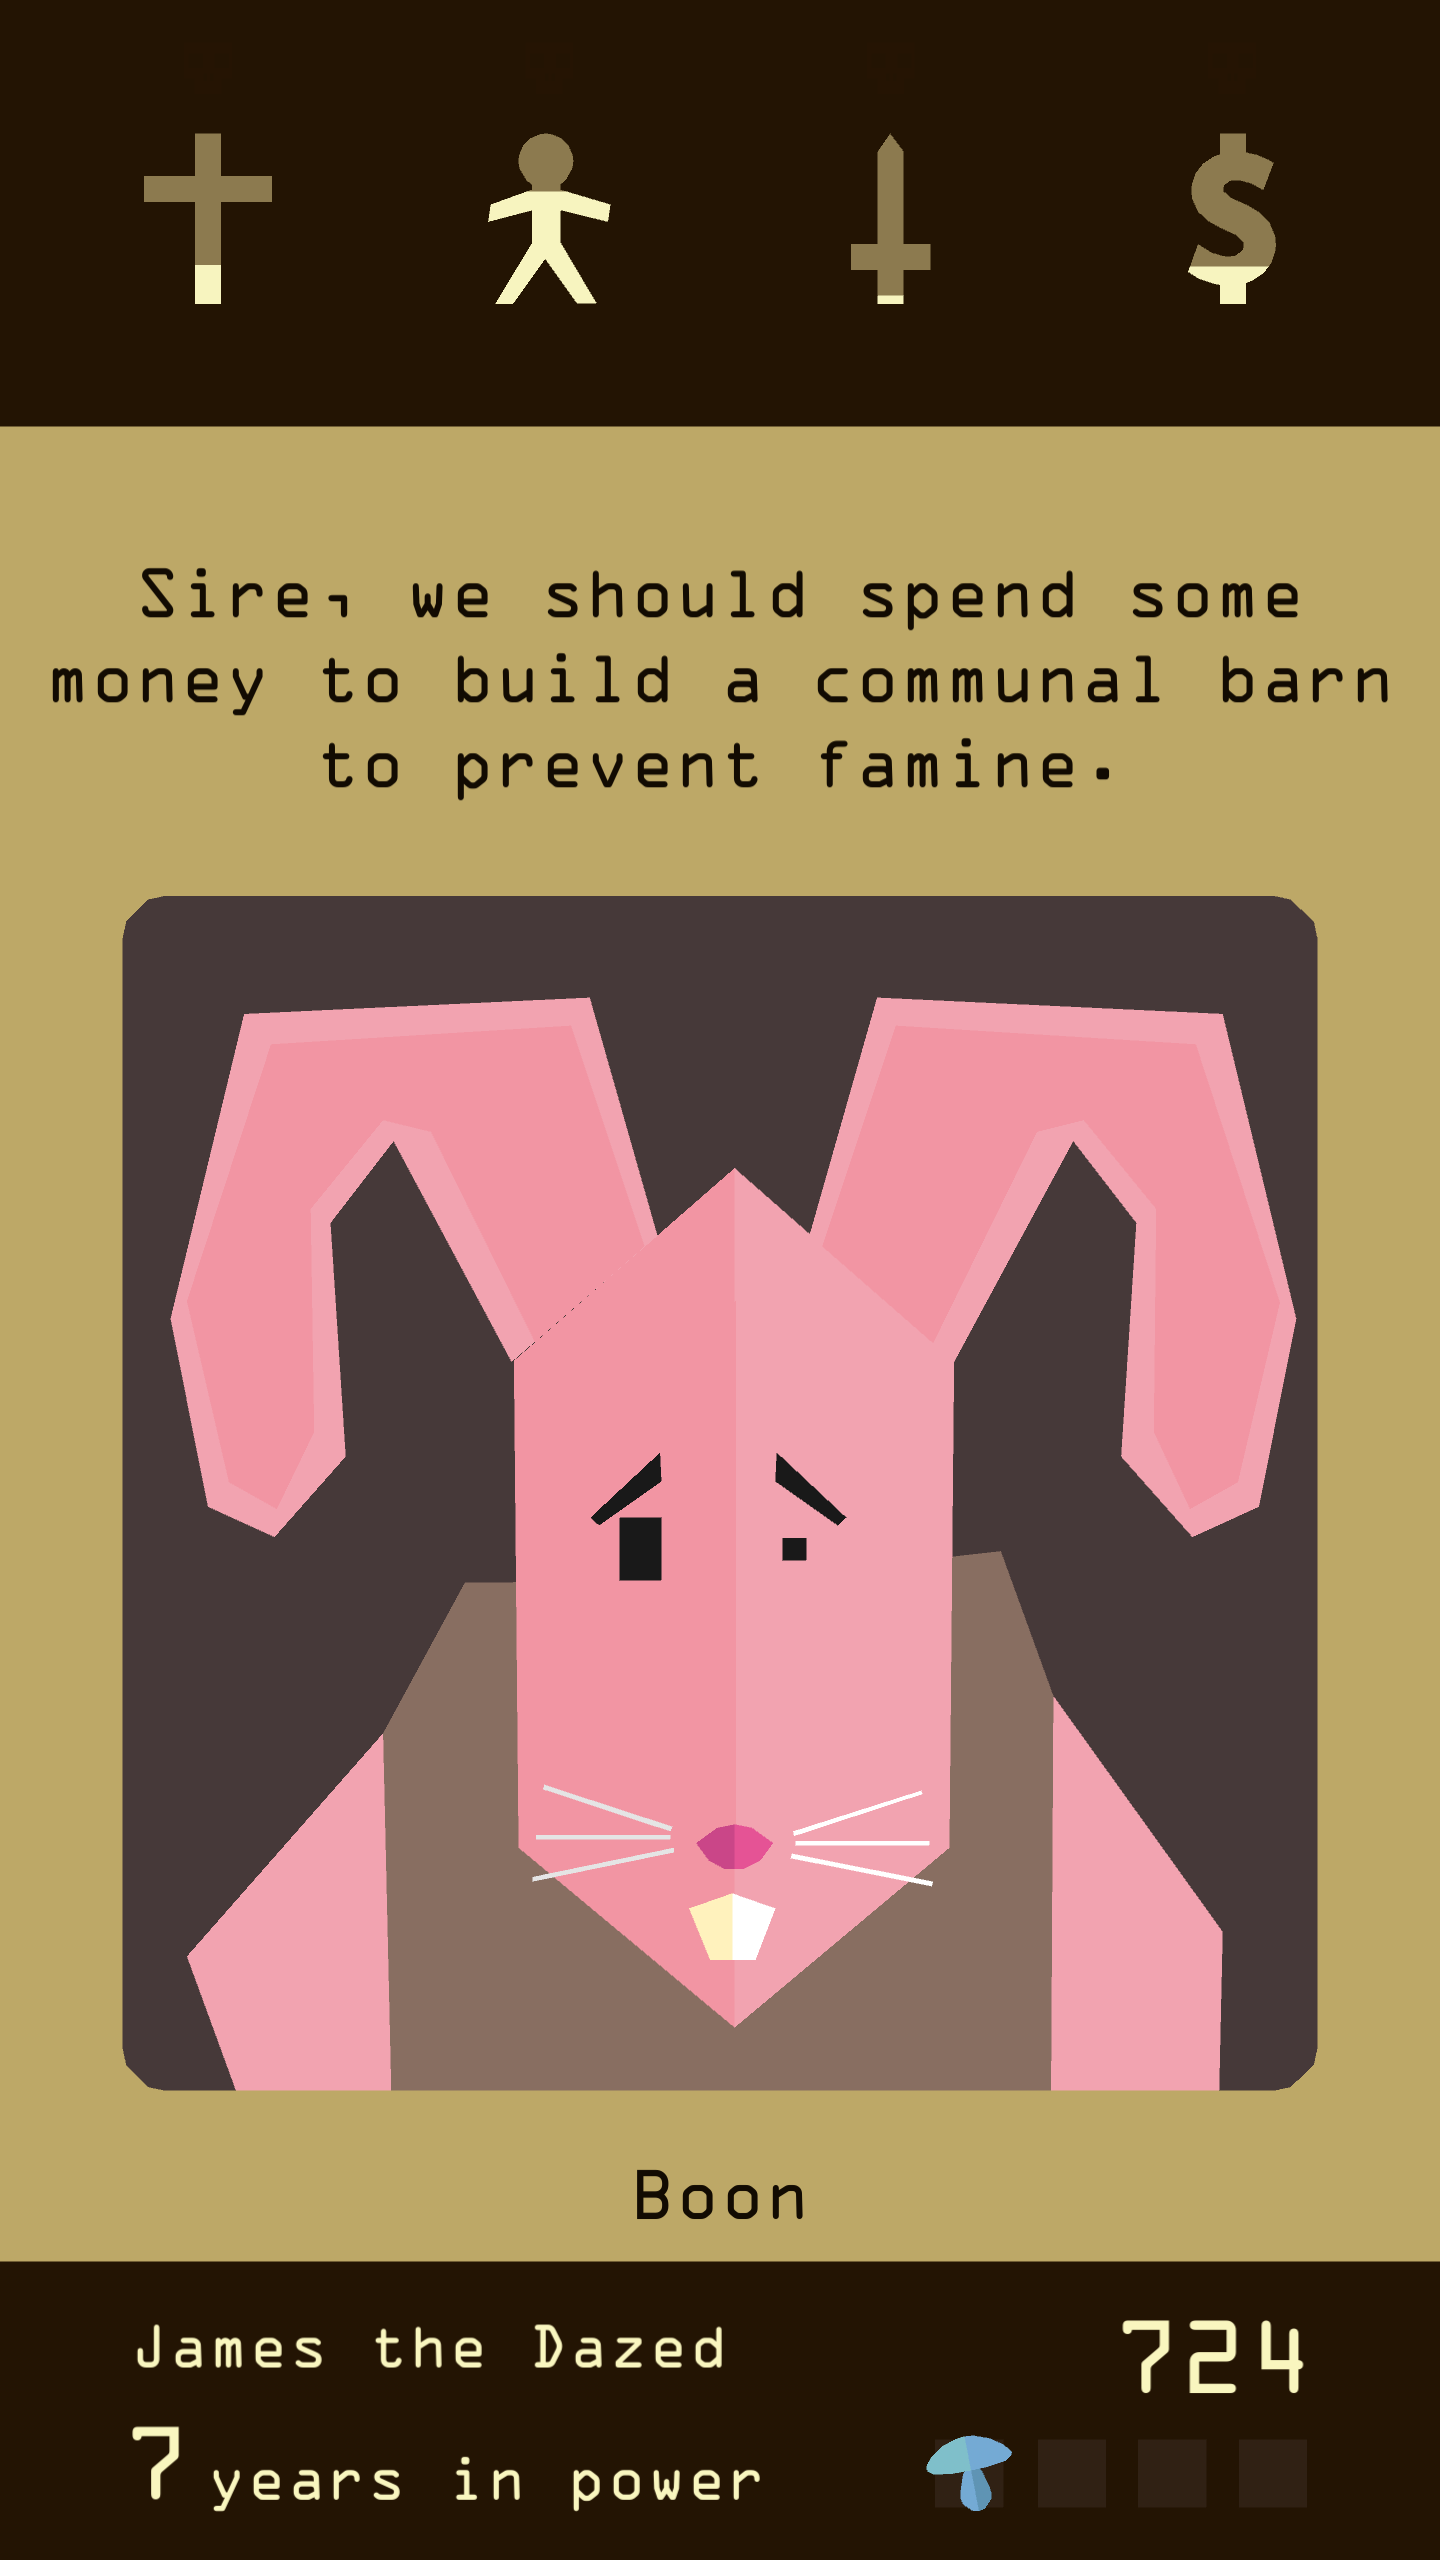 Sire, we should spend some
money to build a communal barn
to prevent famine.
Boon
James the Dazed
724
7 years in power